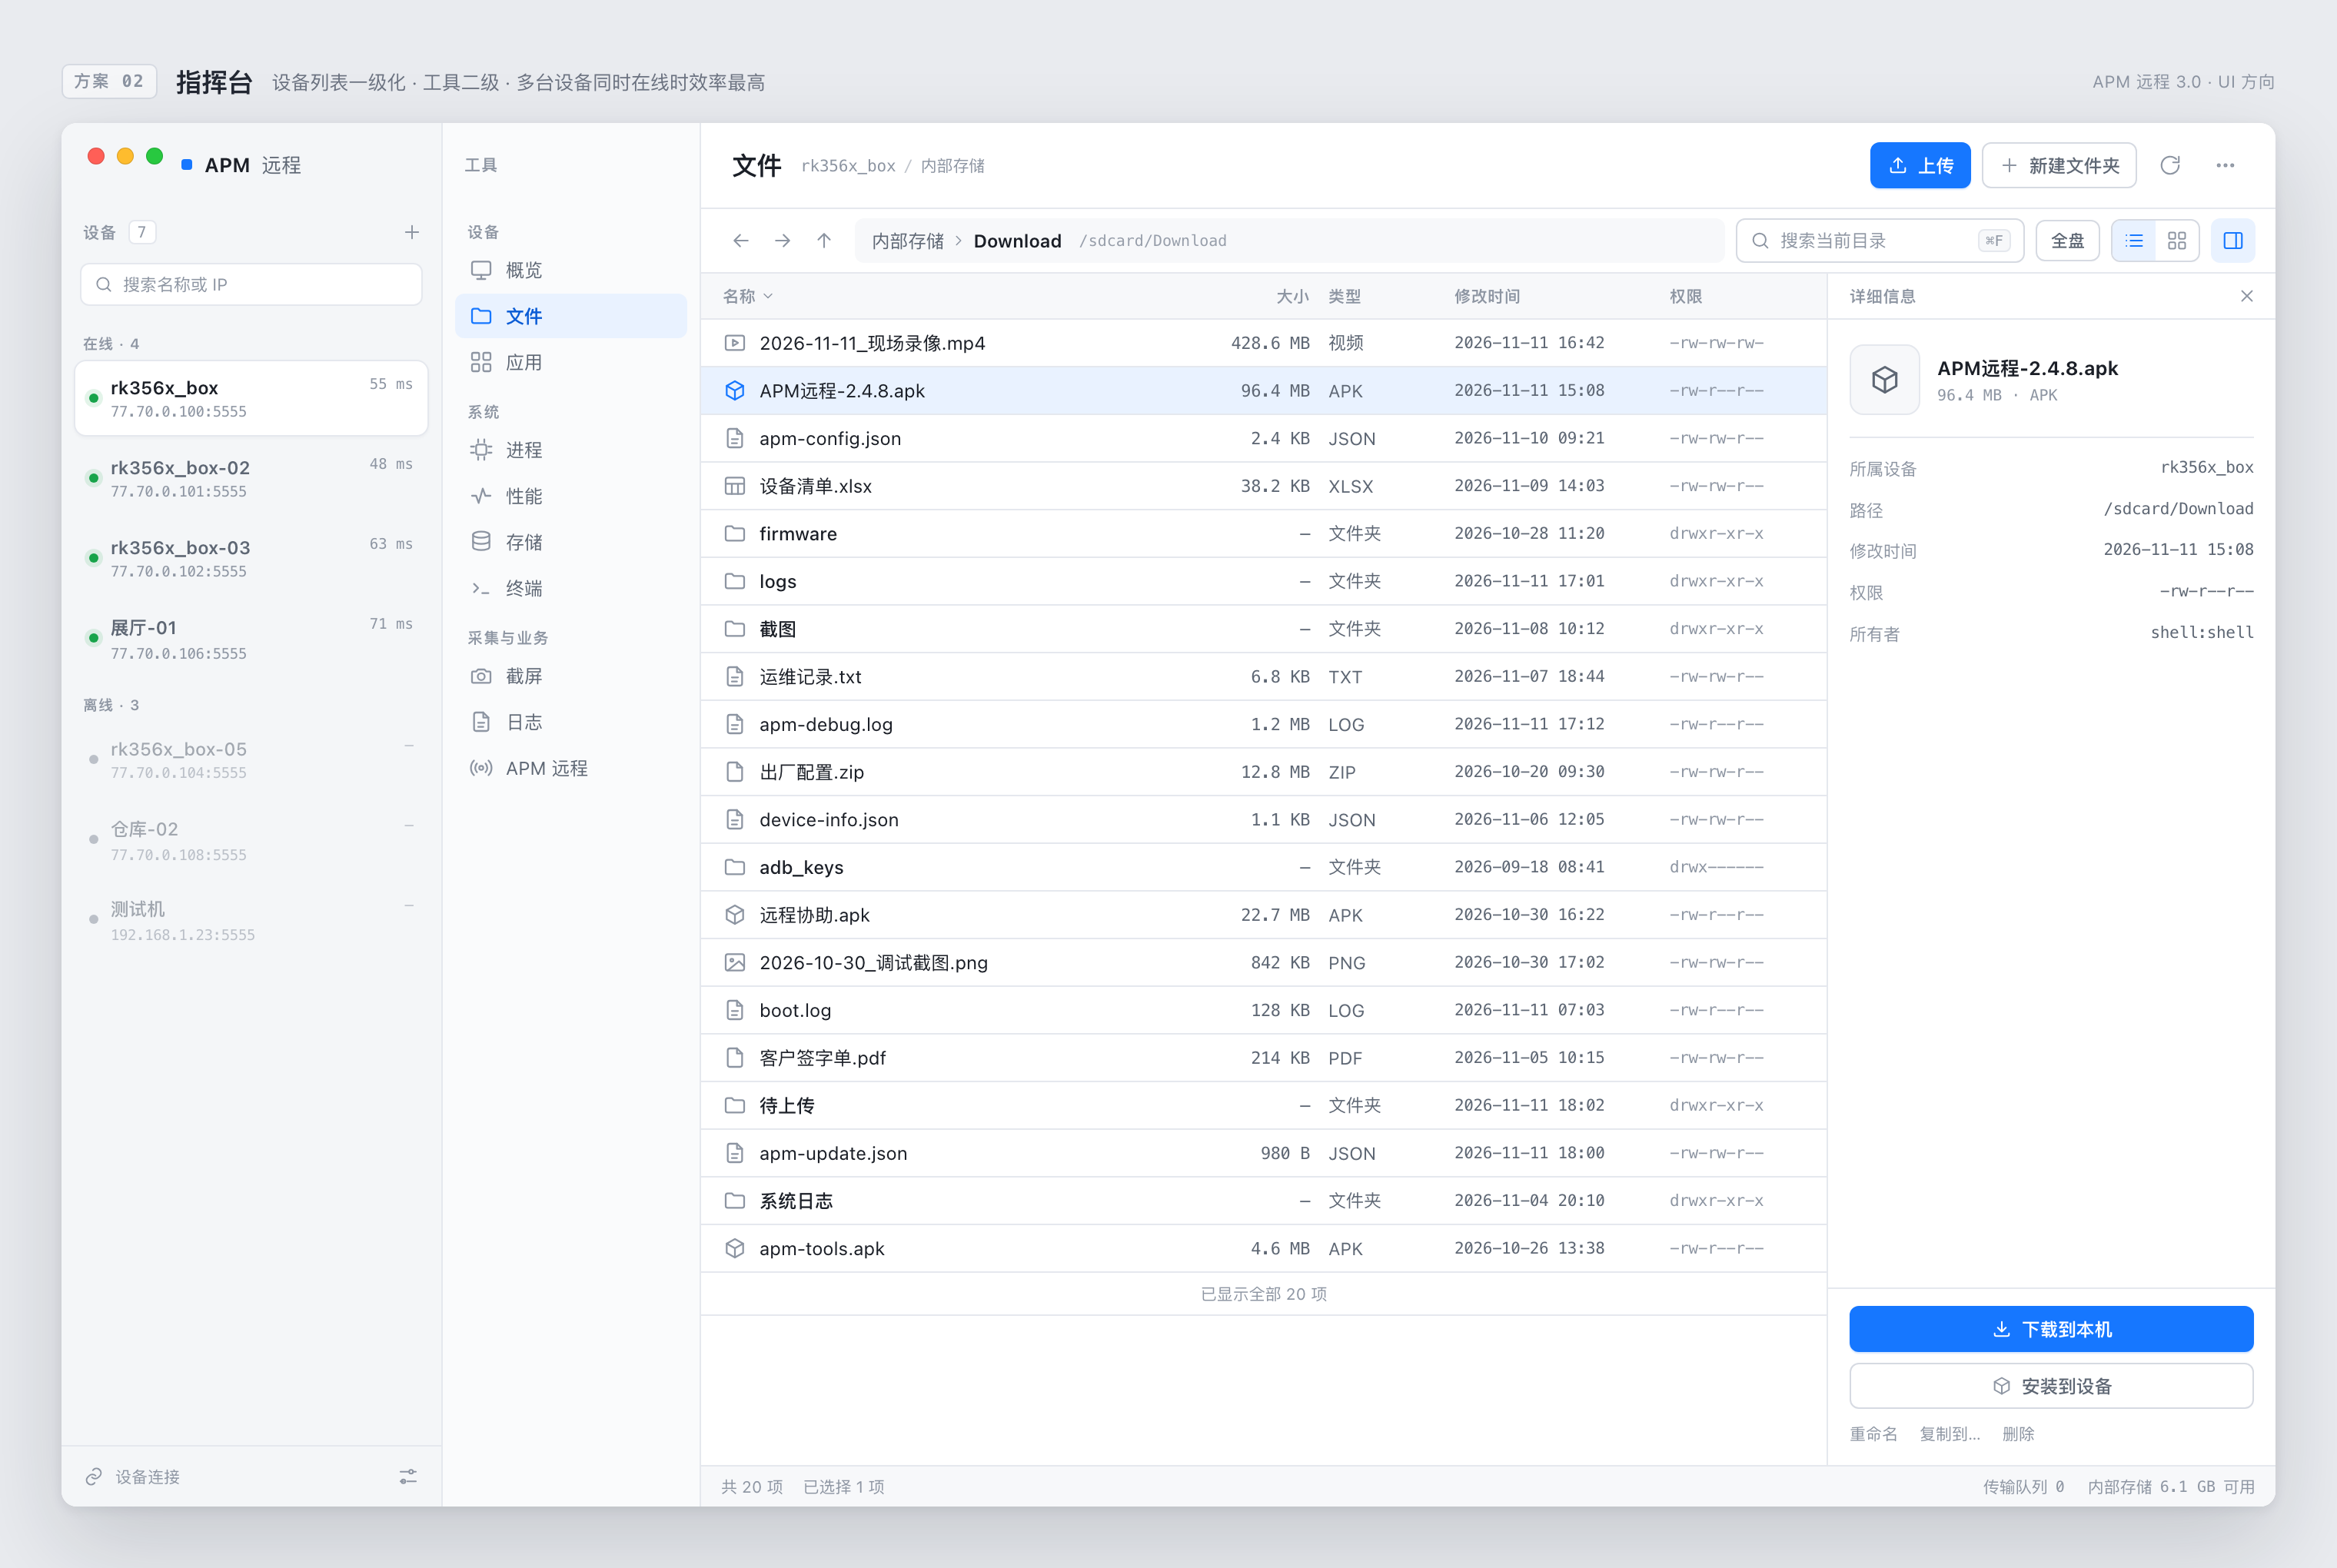 方案 02 指挥台 设备列表一级化 · 工具二级 · 多台设备同时在线时效率最高 APM 远程 3.0 · UI 方向
APM 远程
设备 7
搜索名称或 IP
在线 · 4
rk356x_box 55 ms
77.70.0.100:5555
rk356x_box-02 48 ms
77.70.0.101:5555
rk356x_box-03 63 ms
77.70.0.102:5555
展厅-01 71 ms
77.70.0.106:5555
离线 · 3
rk356x_box-05 –
77.70.0.104:5555
仓库-02 –
77.70.0.108:5555
测试机 –
192.168.1.23:5555
设备连接
工具
设备
概览
文件
应用
系统
进程
性能
存储
终端
采集与业务
截屏
日志
APM 远程
文件 rk356x_box / 内部存储 上传 新建文件夹
内部存储 › Download /sdcard/Download 搜索当前目录 ⌘F 全盘
名称 大小 类型 修改时间 权限
2026-11-11_现场录像.mp4 428.6 MB 视频 2026-11-11 16:42 -rw-rw-rw-
APM远程-2.4.8.apk 96.4 MB APK 2026-11-11 15:08 -rw-r--r--
apm-config.json 2.4 KB JSON 2026-11-10 09:21 -rw-rw-r--
设备清单.xlsx 38.2 KB XLSX 2026-11-09 14:03 -rw-rw-r--
firmware – 文件夹 2026-10-28 11:20 drwxr-xr-x
logs – 文件夹 2026-11-11 17:01 drwxr-xr-x
截图 – 文件夹 2026-11-08 10:12 drwxr-xr-x
运维记录.txt 6.8 KB TXT 2026-11-07 18:44 -rw-rw-r--
apm-debug.log 1.2 MB LOG 2026-11-11 17:12 -rw-r--r--
出厂配置.zip 12.8 MB ZIP 2026-10-20 09:30 -rw-rw-r--
device-info.json 1.1 KB JSON 2026-11-06 12:05 -rw-rw-r--
adb_keys – 文件夹 2026-09-18 08:41 drwx------
远程协助.apk 22.7 MB APK 2026-10-30 16:22 -rw-r--r--
2026-10-30_调试截图.png 842 KB PNG 2026-10-30 17:02 -rw-rw-r--
boot.log 128 KB LOG 2026-11-11 07:03 -rw-r--r--
客户签字单.pdf 214 KB PDF 2026-11-05 10:15 -rw-rw-r--
待上传 – 文件夹 2026-11-11 18:02 drwxr-xr-x
apm-update.json 980 B JSON 2026-11-11 18:00 -rw-rw-r--
系统日志 – 文件夹 2026-11-04 20:10 drwxr-xr-x
apm-tools.apk 4.6 MB APK 2026-10-26 13:38 -rw-r--r--
已显示全部 20 项
共 20 项 已选择 1 项 传输队列 0 内部存储 6.1 GB 可用
详细信息
APM远程-2.4.8.apk
96.4 MB · APK
所属设备 rk356x_box
路径 /sdcard/Download
修改时间 2026-11-11 15:08
权限 -rw-r--r--
所有者 shell:shell
下载到本机
安装到设备
重命名 复制到... 删除